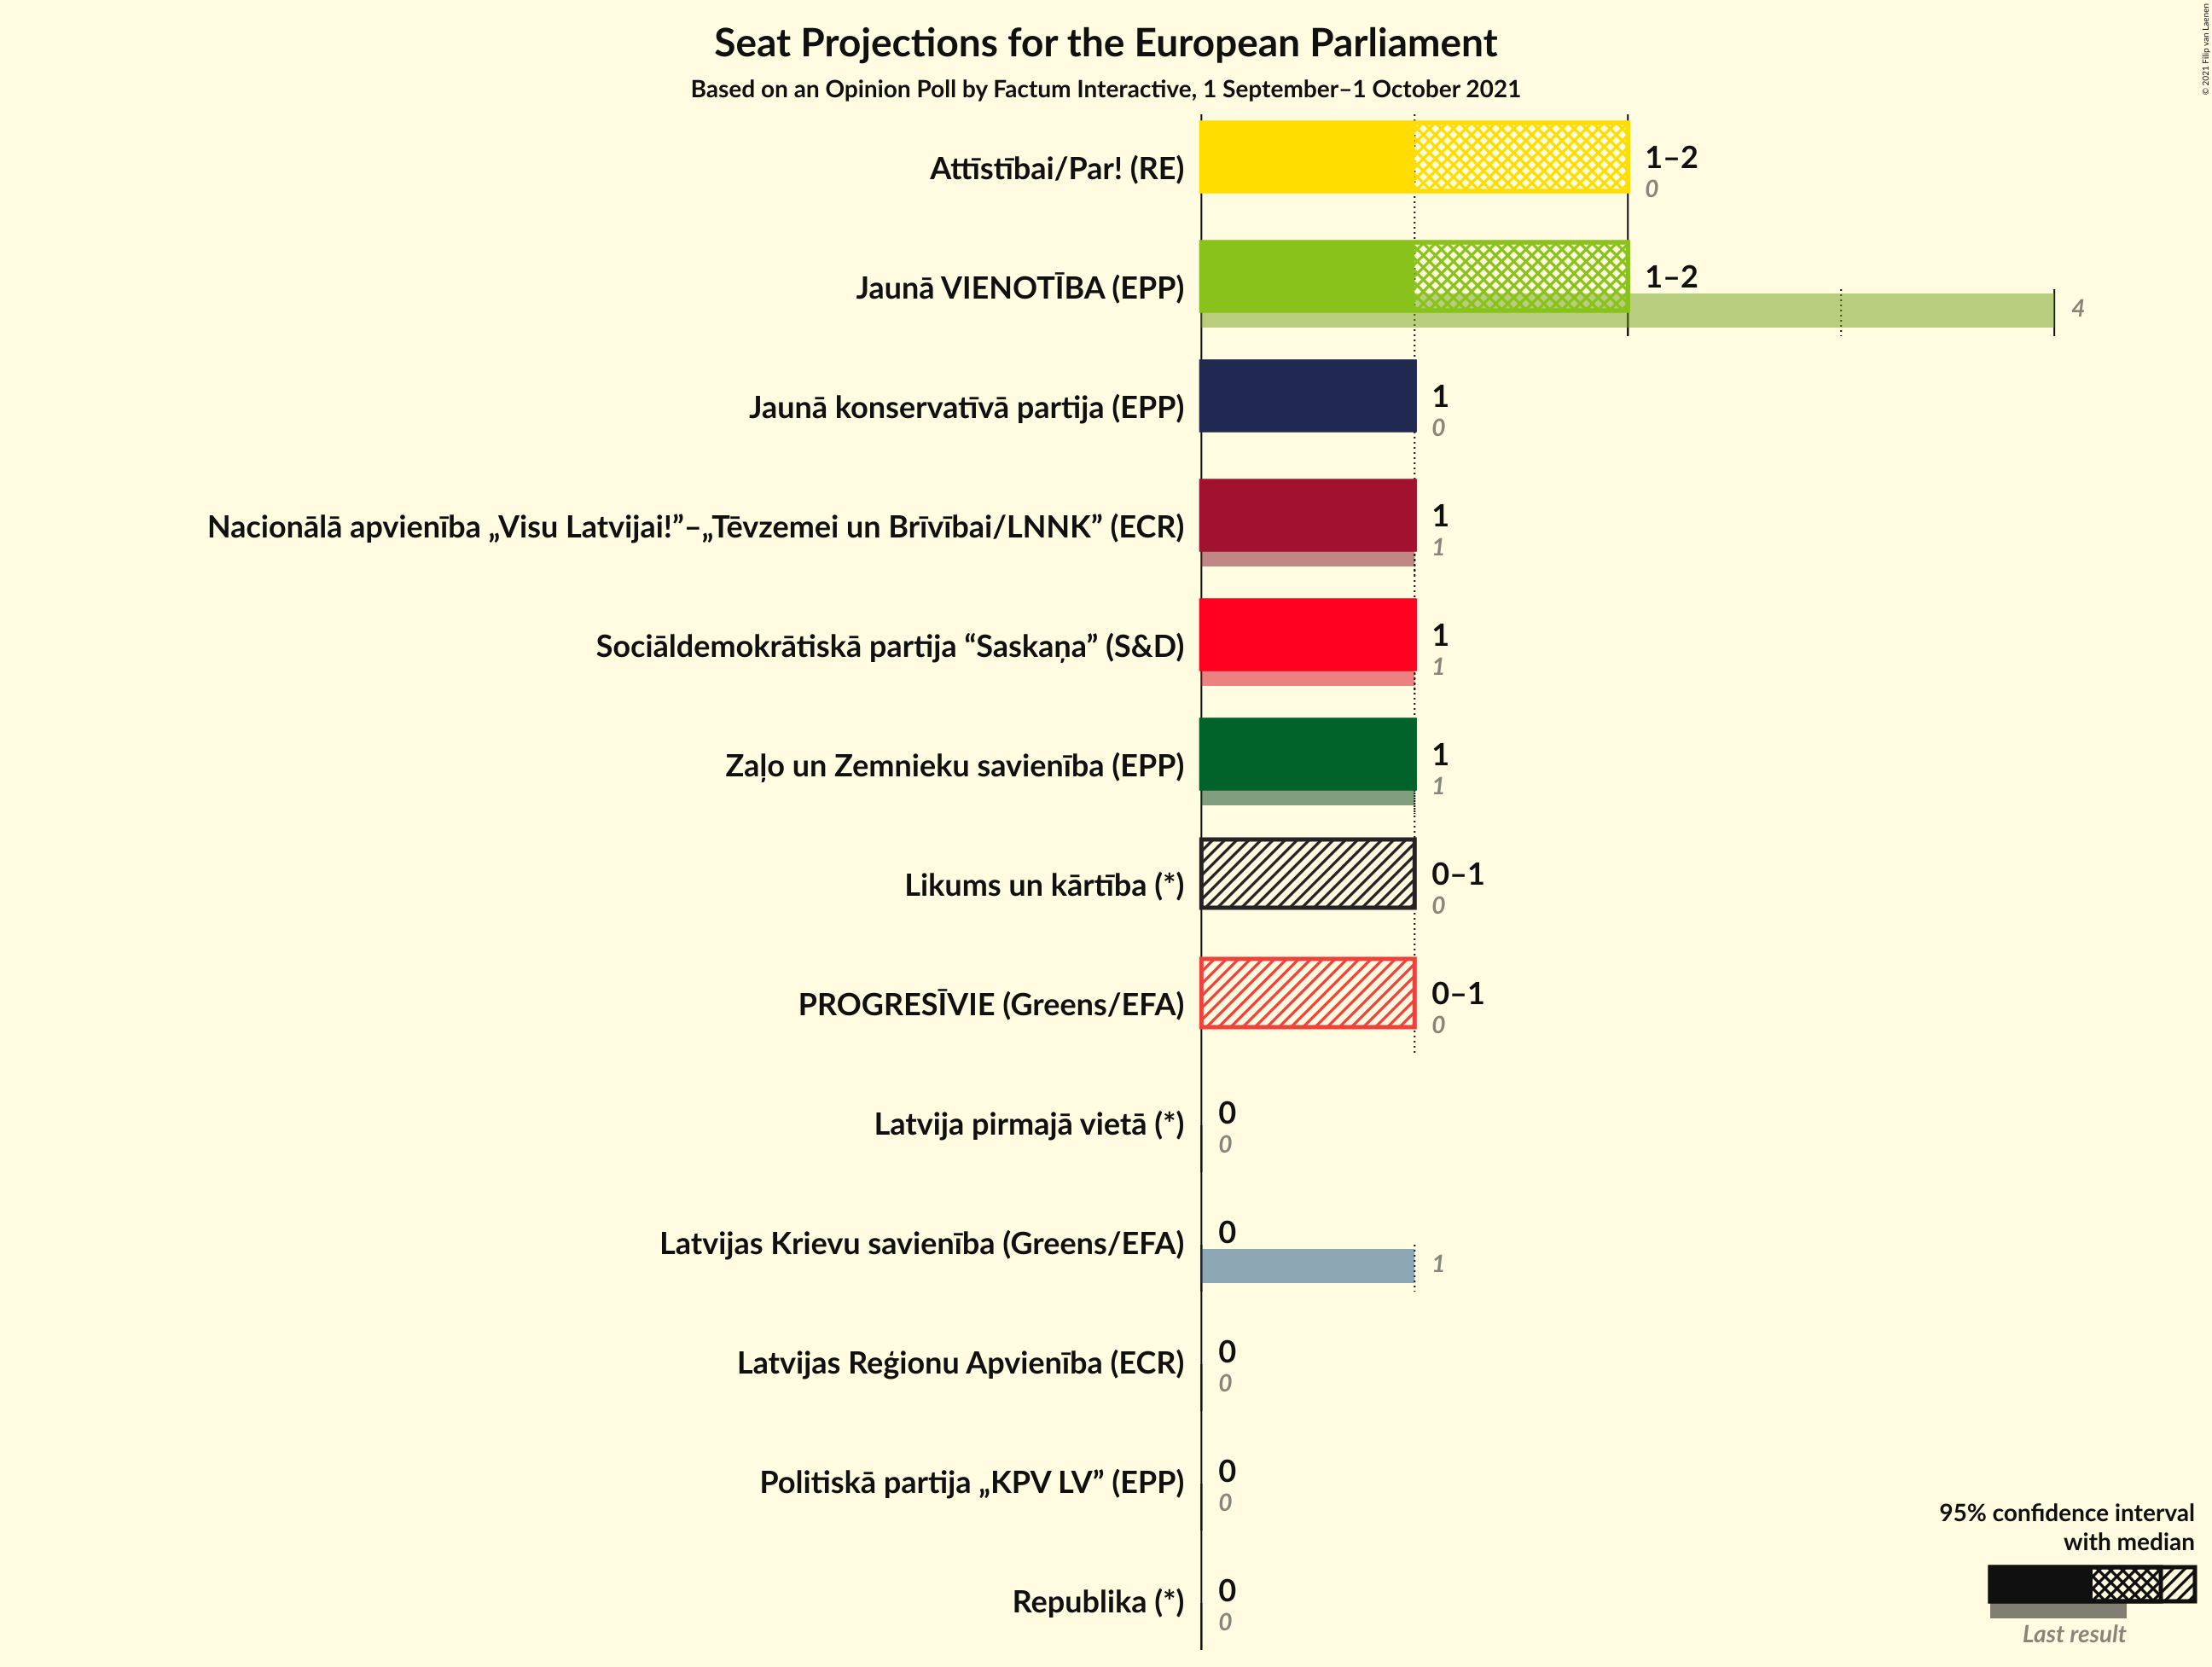 Seat Projections for the European Parliament
Based on an Opinion Poll by Factum Interactive, 1 September–1 October 2021
© 2021 Filip van Laenen
Attīstībai/Par! (RE)
1–2
0
Jaunā VIENOTĪBA (EPP)
1–2
4
Jaunā konservatīvā partija (EPP)
1
0
Nacionālā apvienība „Visu Latvijai!”–„Tēvzemei un Brīvībai/LNNK” (ECR)
1
1
Sociāldemokrātiskā partija “Saskaņa” (S&D)
1
1
Zaļo un Zemnieku savienība (EPP)
1
1
Likums un kārtība (*)
0–1
0
PROGRESĪVIE (Greens/EFA)
0–1
0
Latvija pirmajā vietā (*)
0
0
Latvijas Krievu savienība (Greens/EFA)
0
1
Latvijas Reģionu Apvienība (ECR)
0
0
Politiskā partija „KPV LV” (EPP)
0
0
Republika (*)
0
0
95% confidence interval
with median
Last result